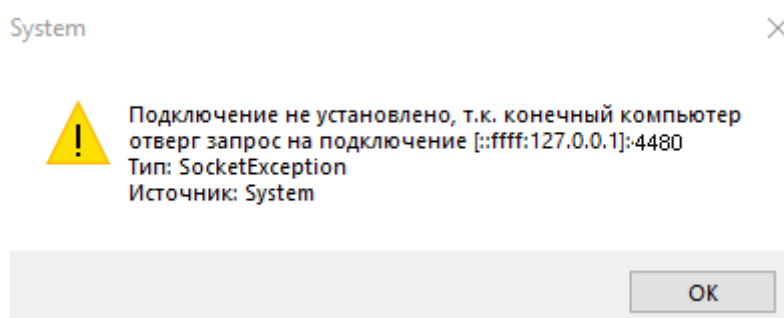 System
Подключение не установлено, т.к. конечный компьютер
отверг запрос на подключение [::ffff:127.0.0.1]:4480
Тип: SocketException
Источник: System
ОК